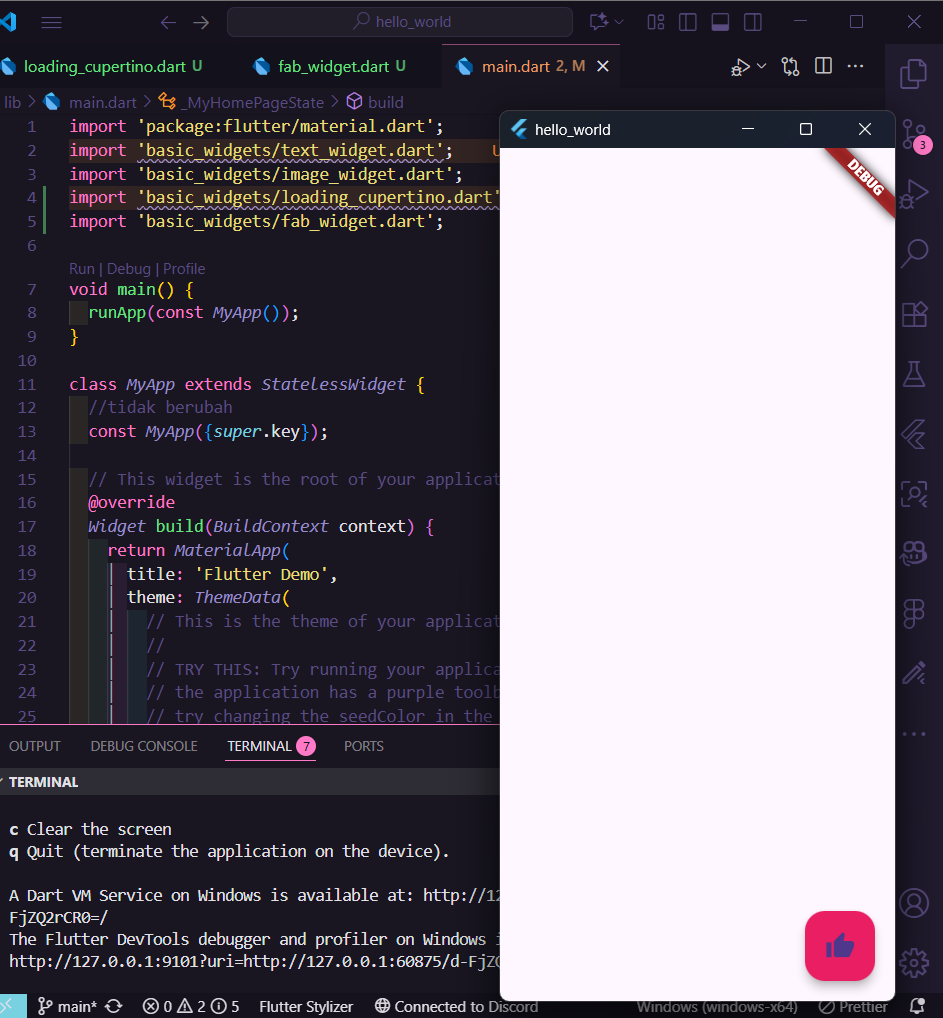 hello_world
loading_cupertino.dart U
fab_widget.dart U
main.dart 2, M
lib > main.dart > _MyHomePageState > build
1 import 'package:flutter/material.dart';
2 import 'basic_widgets/text_widget.dart';
3 import 'basic_widgets/image_widget.dart';
4 import 'basic_widgets/loading_cupertino.dart'
5 import 'basic_widgets/fab_widget.dart';
6
Run | Debug | Profile
7 void main() {
8 runApp(const MyApp());
9 }
10
11 class MyApp extends StatelessWidget {
12 //tidak berubah
13 const MyApp({super.key});
14
15 // This widget is the root of your applicat
16 @override
17 Widget build(BuildContext context) {
18 return MaterialApp(
19 title: 'Flutter Demo',
20 theme: ThemeData(
21 // This is the theme of your applicat
22 //
23 // TRY THIS: Try running your applica
24 // the application has a purple toolb
25 // try changing the seedColor in the
hello_world
DEBUG
3
OUTPUT
DEBUG CONSOLE
TERMINAL 7
PORTS
TERMINAL
c Clear the screen
q Quit (terminate the application on the device).
A Dart VM Service on Windows is available at: http://12
FjZQ2rCR0=/
The Flutter DevTools debugger and profiler on Windows i
http://127.0.0.1:9101?uri=http://127.0.0.1:60875/d-FjZQ
main* 0 2 5 Flutter Stylizer Connected to Discord Windows (windows-x64) Prettier